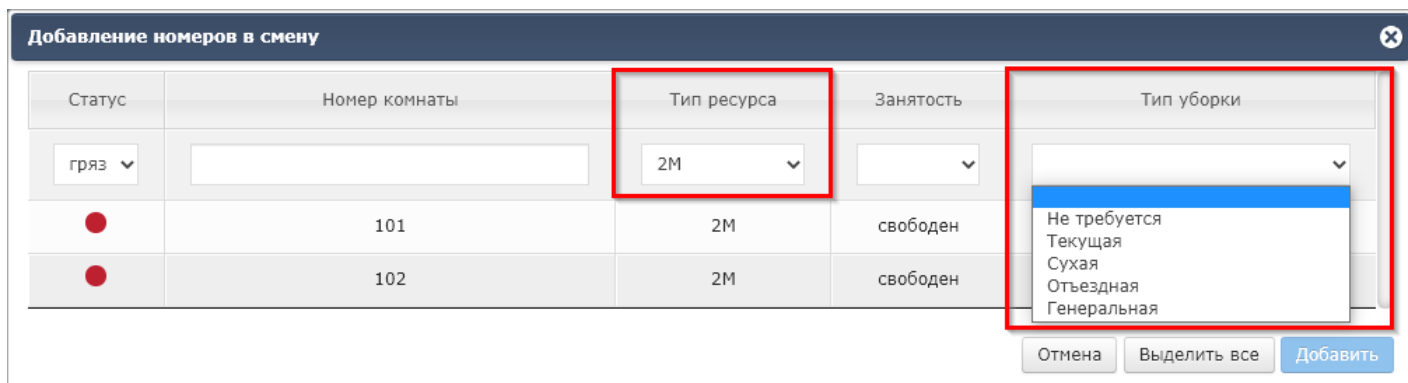 Добавление номеров в смену
Статус Номер комнаты Тип ресурса Занятость Тип уборки
гряз 2М
101 2М свободен
102 2М свободен
Не требуется
Текущая
Сухая
Отъездная
Генеральная
Отмена Выделить все Добавить